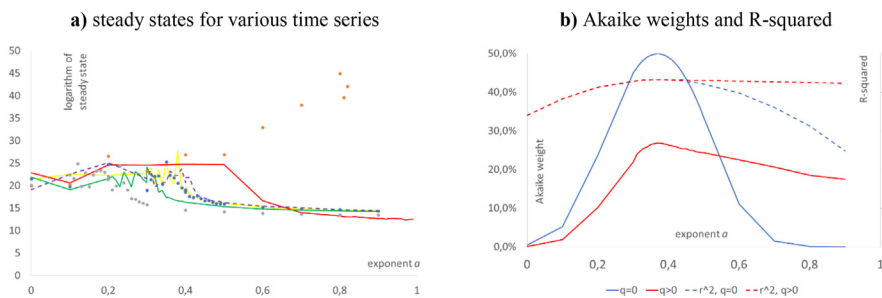 a) steady states for various time series
b) Akaike weights and R-squared
50
45
40
35
30
25
20
15
10
5
0
logarithm of
steady state
exponent a
0
0,2
0,4
0,6
0,8
1
50,0%
40,0%
30,0%
20,0%
10,0%
0,0%
Akaike weight
R-squared
exponent a
0
0,2
0,4
0,6
0,8
1
q=0
q>0
r^2, q=0
r^2, q>0